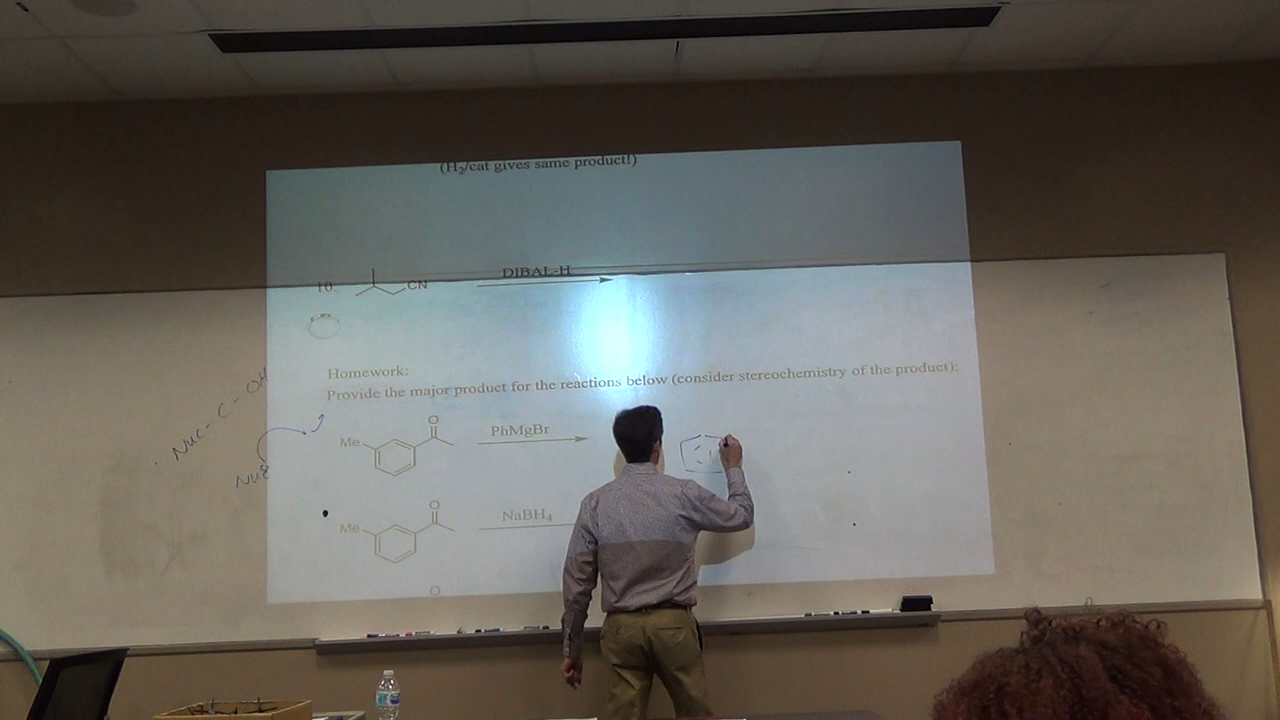 (H₂/cat gives same product!)
10.
CN
DIBAL-H
Homework:
Provide the major product for the reactions below (consider stereochemistry of the product):
Nuc - C - OH
Nuc
Me
O
PhMgBr
Me
O
NaBH₄
O